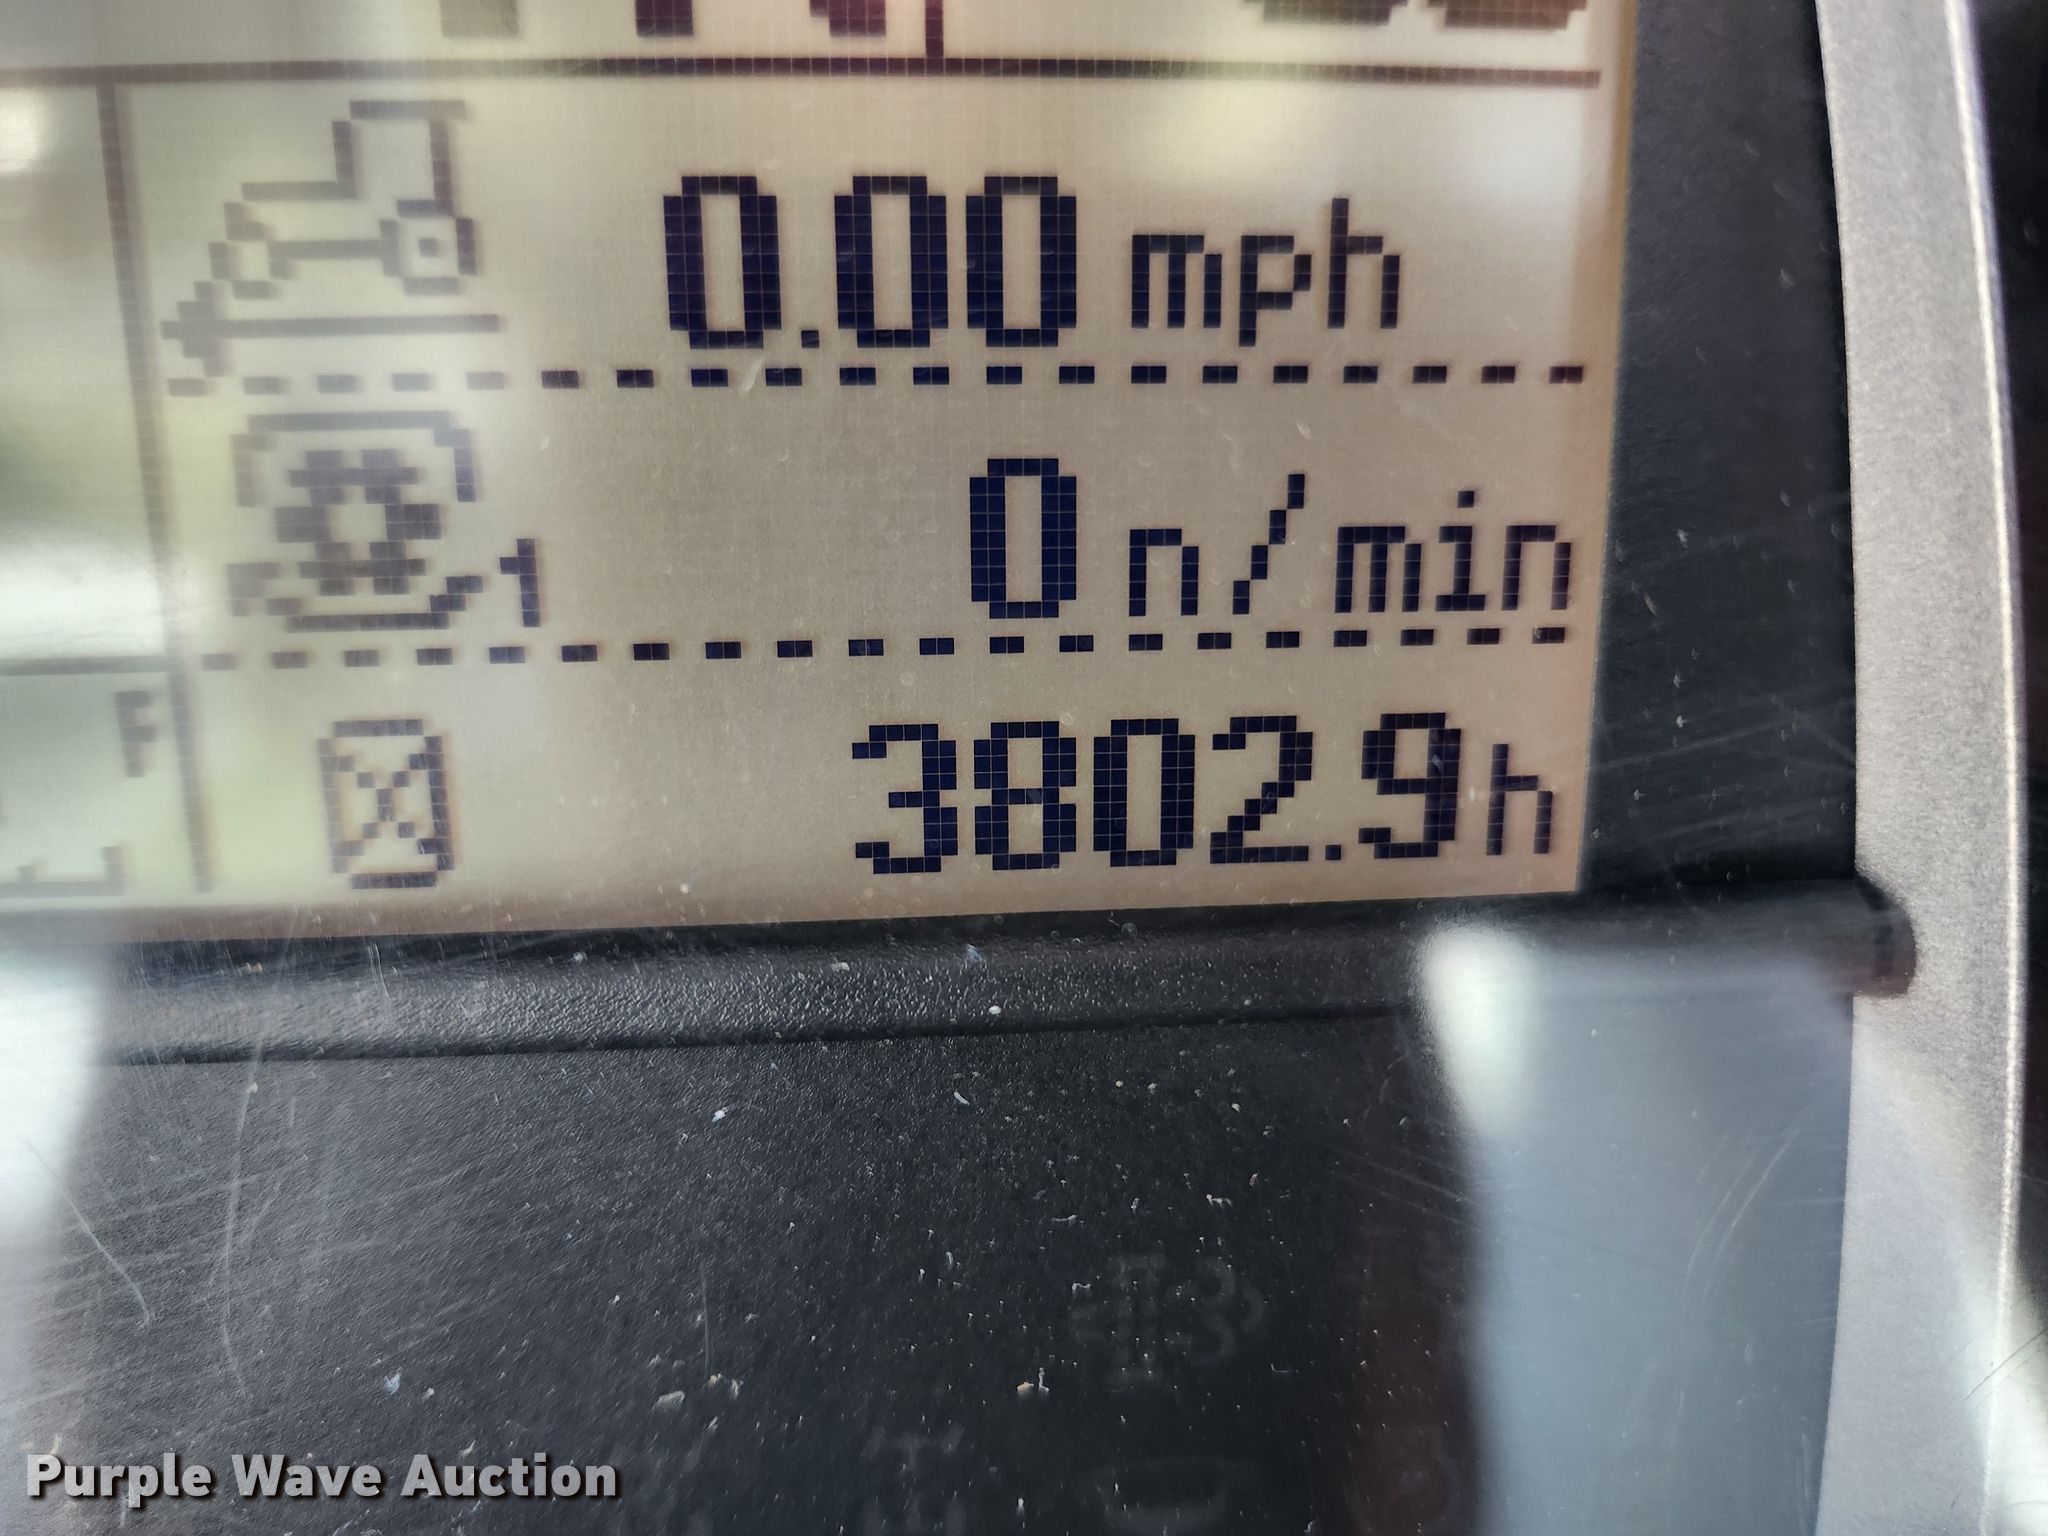 0.00 mph
1 0 n/min
F
3802.9h
E
Purple Wave Auction